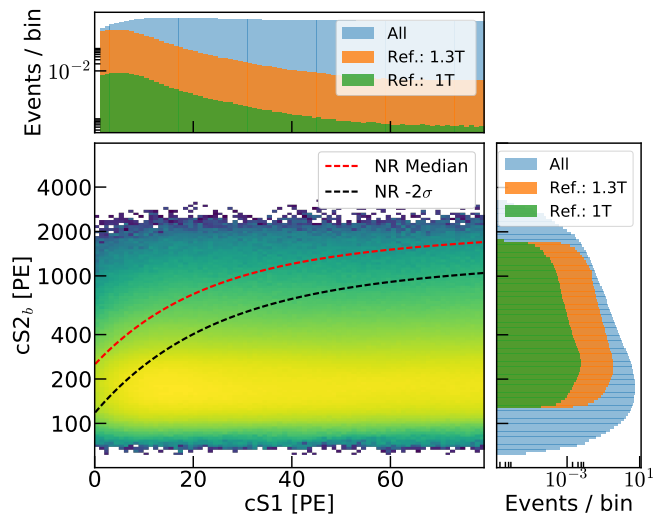 Events / bin
10⁻²
All
Ref.: 1.3T
Ref.: 1T
cS2_b [PE]
4000
2000
1000
400
200
100
NR Median
NR -2σ
0
20
40
60
cS1 [PE]
All
Ref.: 1.3T
Ref.: 1T
10⁻³
10¹
Events / bin